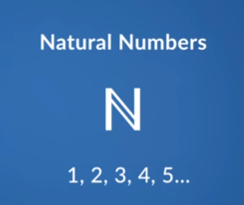 Natural Numbers
ℕ
1, 2, 3, 4, 5...